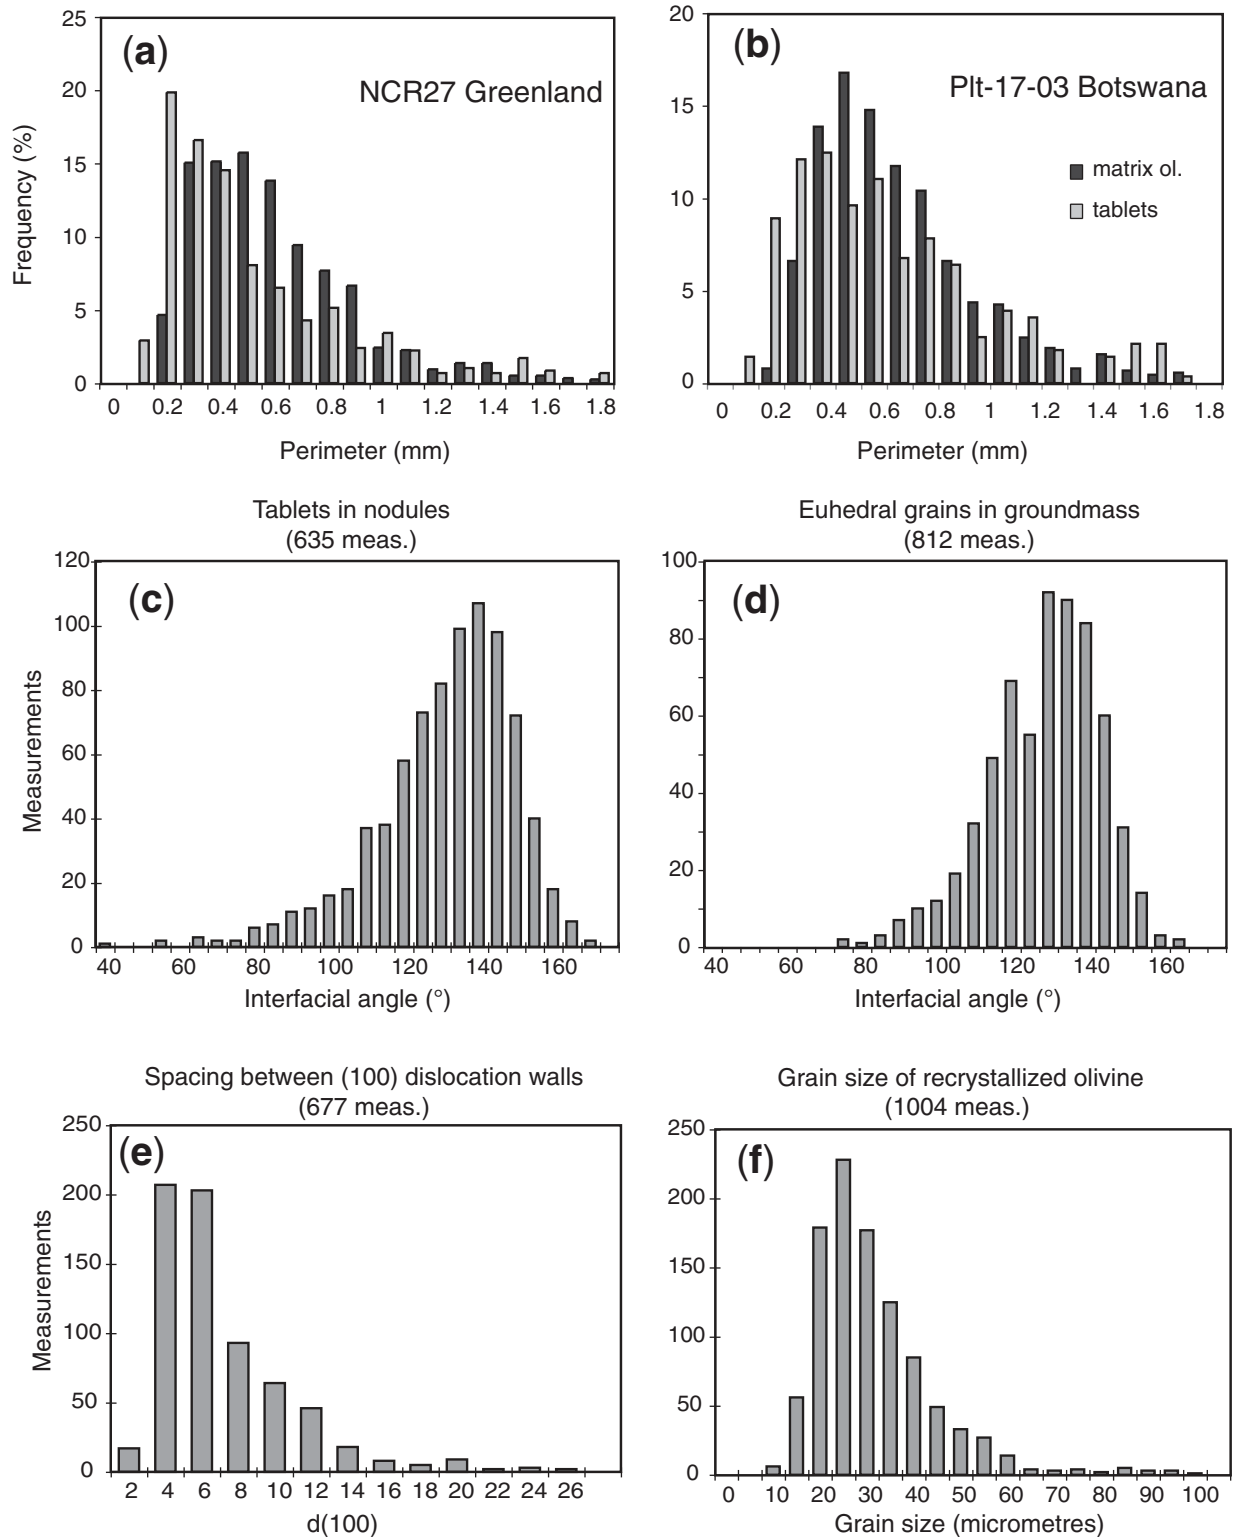 (a)
NCR27 Greenland
Frequency (%)
25
20
15
10
5
0
0 0.2 0.4 0.6 0.8 1 1.2 1.4 1.6 1.8
Perimeter (mm)
(b)
Plt-17-03 Botswana
matrix ol.
tablets
20
15
10
5
0
0 0.2 0.4 0.6 0.8 1 1.2 1.4 1.6 1.8
Perimeter (mm)
Tablets in nodules
(635 meas.)
(c)
Measurements
120
100
80
60
40
20
0
40 60 80 100 120 140 160
Interfacial angle (°)
Euhedral grains in groundmass
(812 meas.)
(d)
100
80
60
40
20
0
40 60 80 100 120 140 160
Interfacial angle (°)
Spacing between (100) dislocation walls
(677 meas.)
(e)
Measurements
250
200
150
100
50
0
2 4 6 8 10 12 14 16 18 20 22 24 26
d(100)
Grain size of recrystallized olivine
(1004 meas.)
(f)
250
200
150
100
50
0
0 10 20 30 40 50 60 70 80 90 100
Grain size (micrometres)